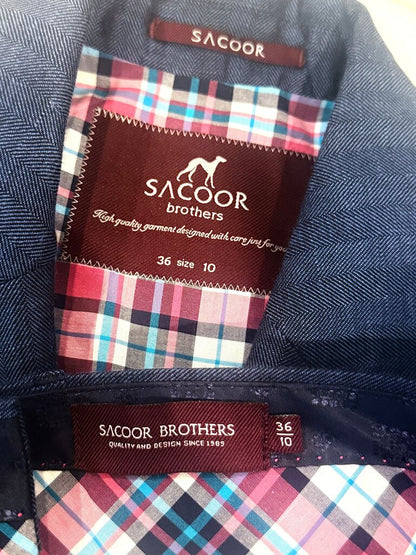 SACOOR
SACOOR
brothers
High quality garment designed with care just for you
36 size 10
SACOOR BROTHERS
QUALITY AND DESIGN SINCE 1989
36
10